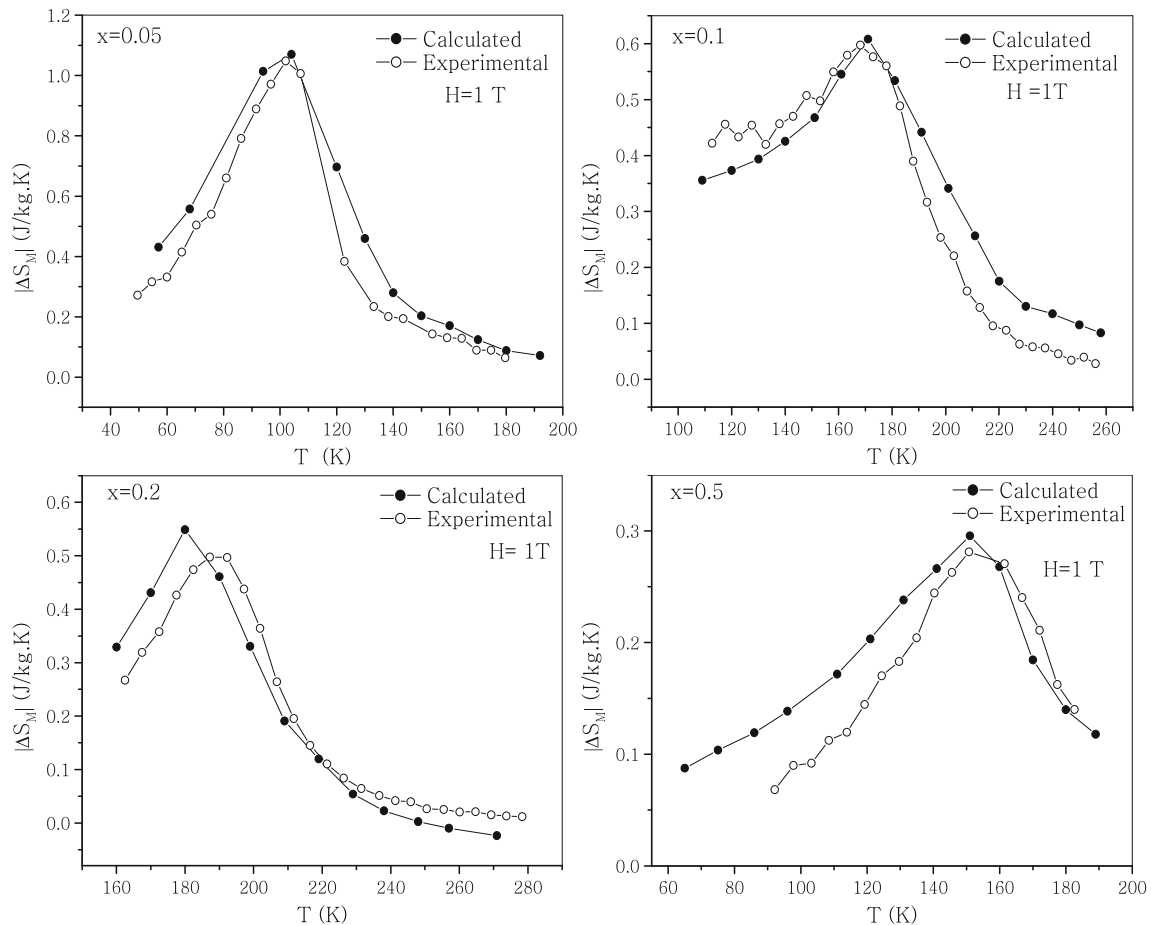 x=0.05
Calculated
Experimental
H=1 T
1.2
1.0
0.8
0.6
0.4
0.2
0.0
|ΔS_M| (J/kg.K)
40 60 80 100 120 140 160 180 200
T (K)
x=0.1
Calculated
Experimental
H =1T
0.6
0.5
0.4
0.3
0.2
0.1
0.0
|ΔS_M| (J/kg.K)
100 120 140 160 180 200 220 240 260
T (K)
x=0.2
Calculated
Experimental
H= 1T
0.6
0.5
0.4
0.3
0.2
0.1
0.0
|ΔS_M| (J/kg.K)
160 180 200 220 240 260 280
T (K)
x=0.5
Calculated
Experimental
H=1 T
0.3
0.2
0.1
0.0
|ΔS_M| (J/kg.K)
60 80 100 120 140 160 180 200
T (K)